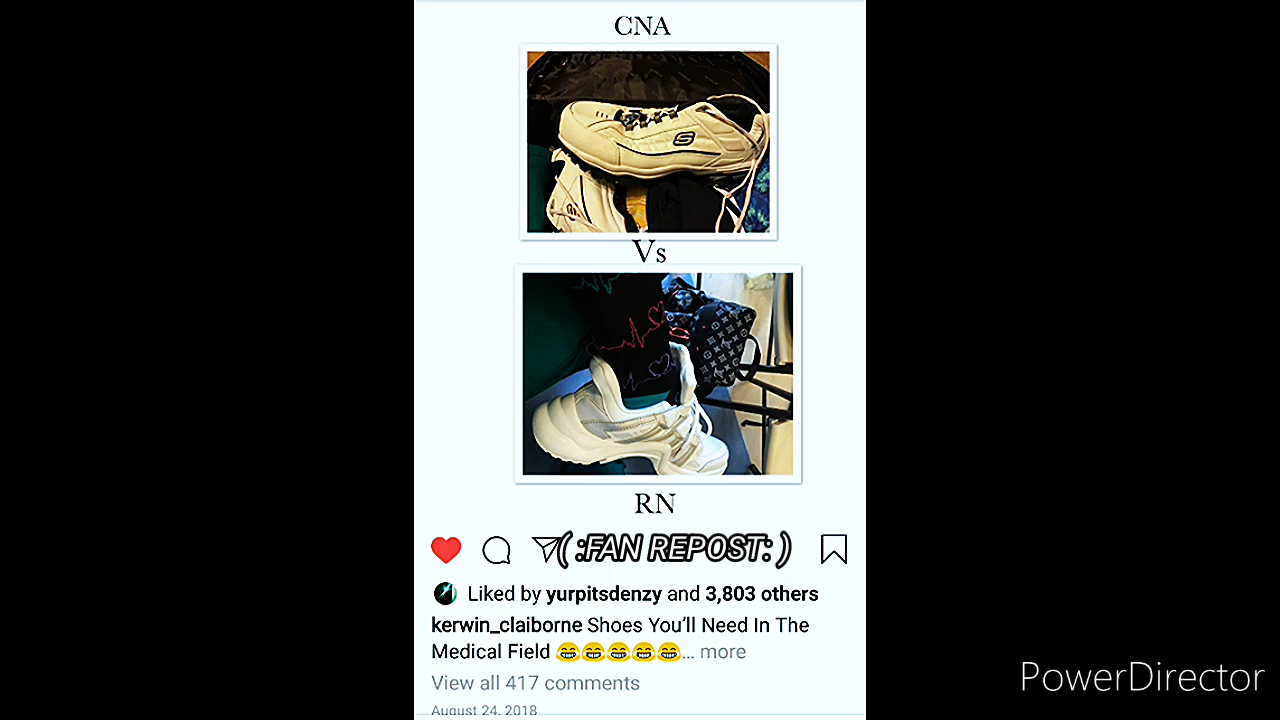 CNA
Vs
RN
( :FAN REPOST: )
Liked by yurpitsdenzy and 3,803 others
kerwin_claiborne Shoes You’ll Need In The
Medical Field 😂😂😂😂😂... more
View all 417 comments
August 24, 2018
PowerDirector